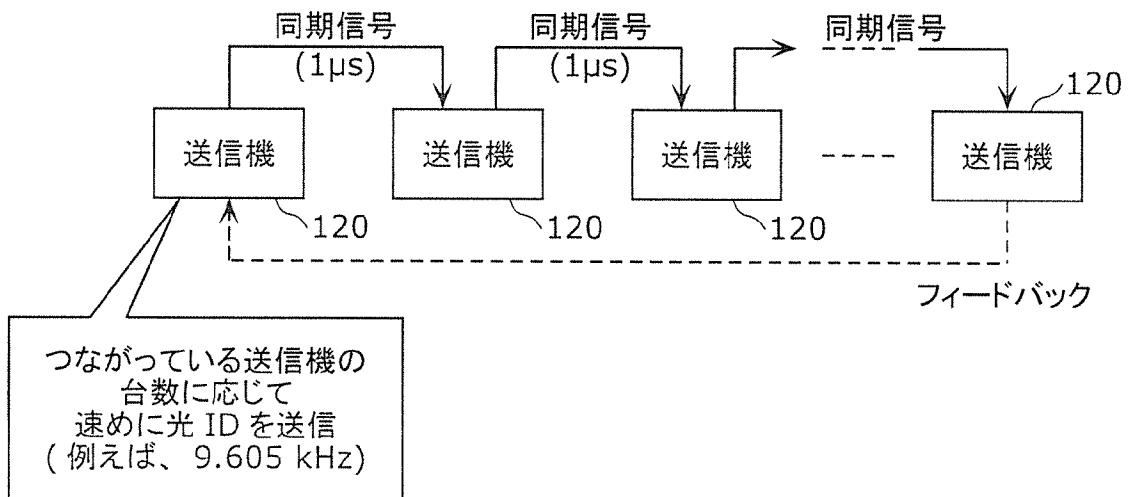 同期信号
(1μs)
同期信号
(1μs)
同期信号
120
送信機
送信機
送信機
送信機
120
120
120
フィードバック
つながっている送信機の
台数に応じて
速めに光 ID を送信
( 例えば、 9.605 kHz)